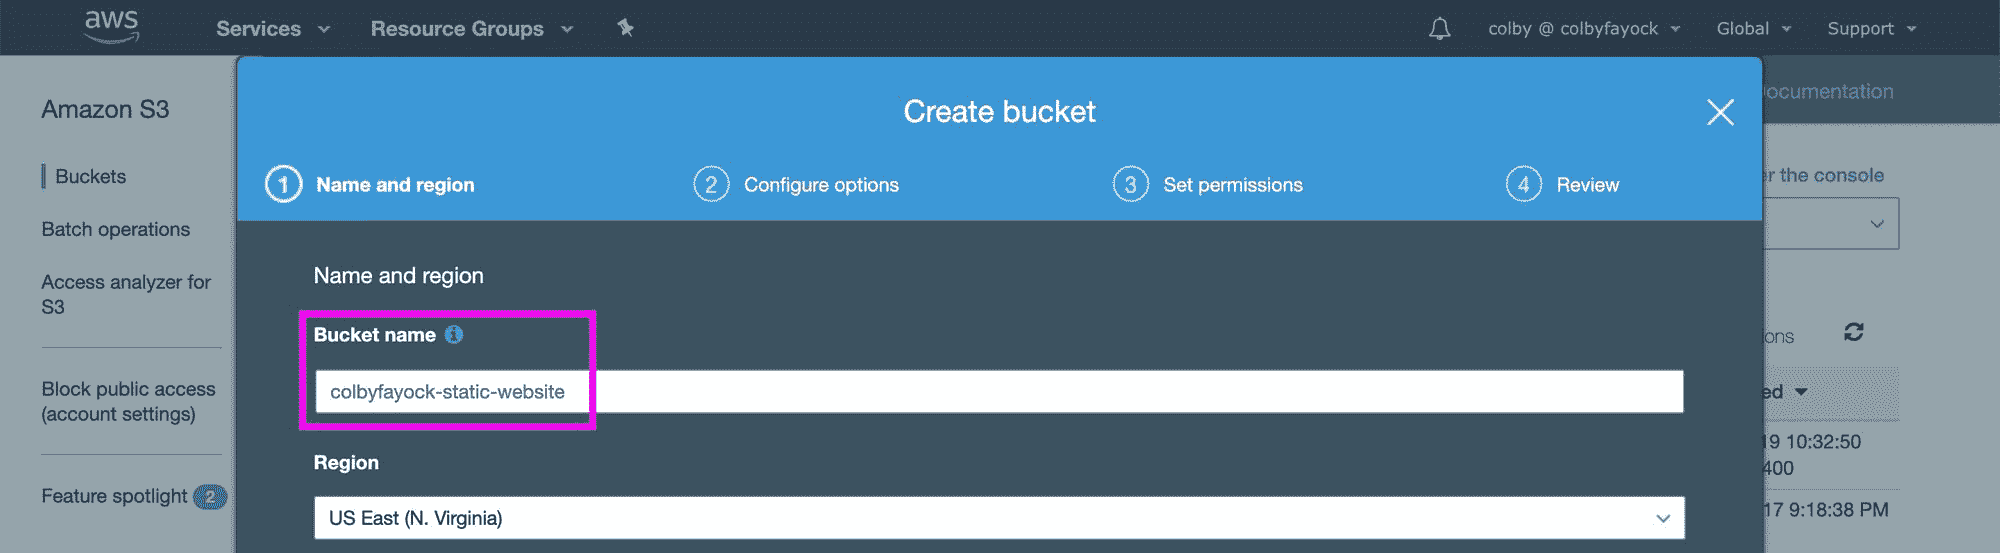 aws
Services
Resource Groups
colby @ colbyfayock
Global
Support
Amazon S3
Buckets
Batch operations
Access analyzer for
S3
Block public access
(account settings)
Feature spotlight 2
Create bucket
1 Name and region
2 Configure options
3 Set permissions
4 Review
Name and region
Bucket name
colbyfayock-static-website
Region
US East (N. Virginia)
ocumentation
er the console
ons
ed
19 10:32:50
400
17 9:18:38 PM